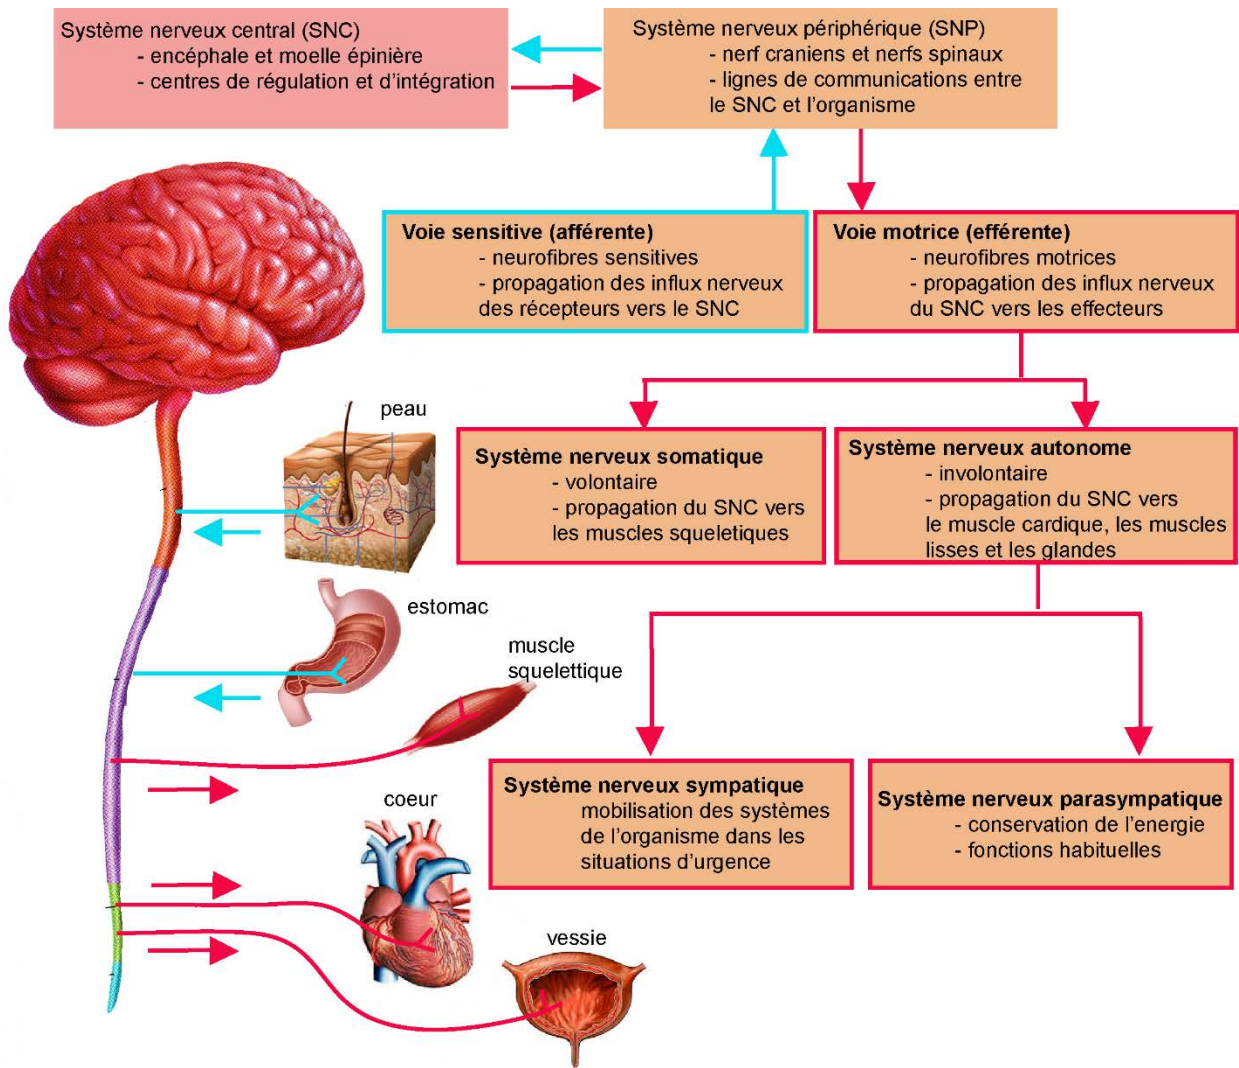 Système nerveux central (SNC)
- encéphale et moelle épinière
- centres de régulation et d'intégration
Système nerveux périphérique (SNP)
- nerf craniens et nerfs spinaux
- lignes de communications entre
le SNC et l'organisme
Voie sensitive (afférente)
- neurofibres sensitives
- propagation des influx nerveux
des récepteurs vers le SNC
Voie motrice (efférente)
- neurofibres motrices
- propagation des influx nerveux
du SNC vers les effecteurs
peau
Système nerveux somatique
- volontaire
- propagation du SNC vers
les muscles squeletiques
Système nerveux autonome
- involontaire
- propagation du SNC vers
le muscle cardique, les muscles
lisses et les glandes
estomac
muscle
squelettique
Système nerveux sympatique
mobilisation des systèmes
de l'organisme dans les
situations d'urgence
Système nerveux parasympatique
- conservation de l'energie
- fonctions habituelles
coeur
vessie